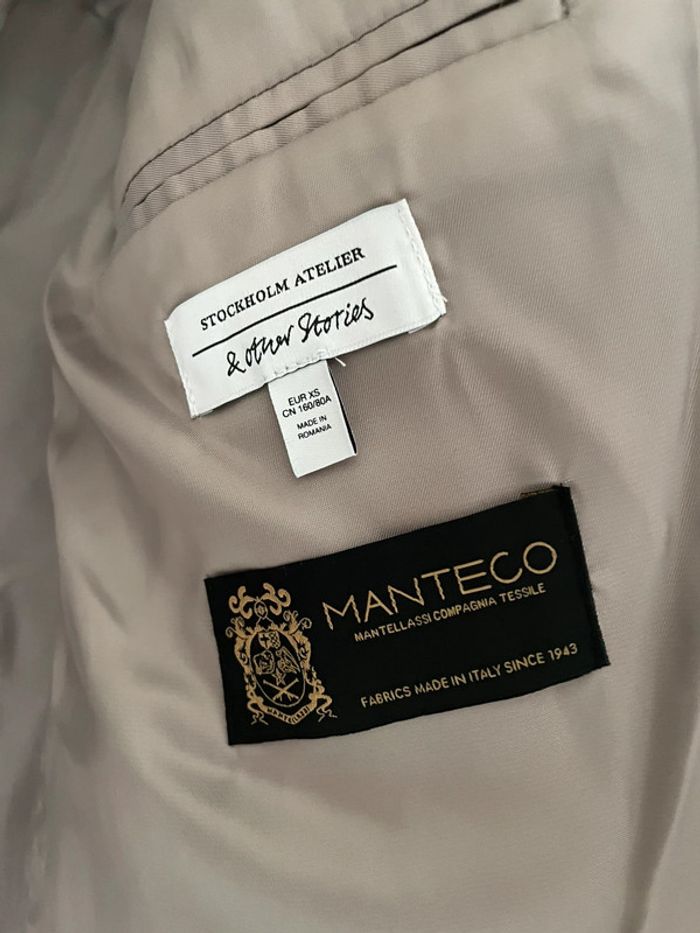 STOCKHOLM ATELIER
& other Stories
EUR XS
CN 160/80A
MADE IN
ROMANIA
MANTECO
MANTELLASSI COMPAGNIA TESSILE
MANTELLASSI
FABRICS MADE IN ITALY SINCE 1943